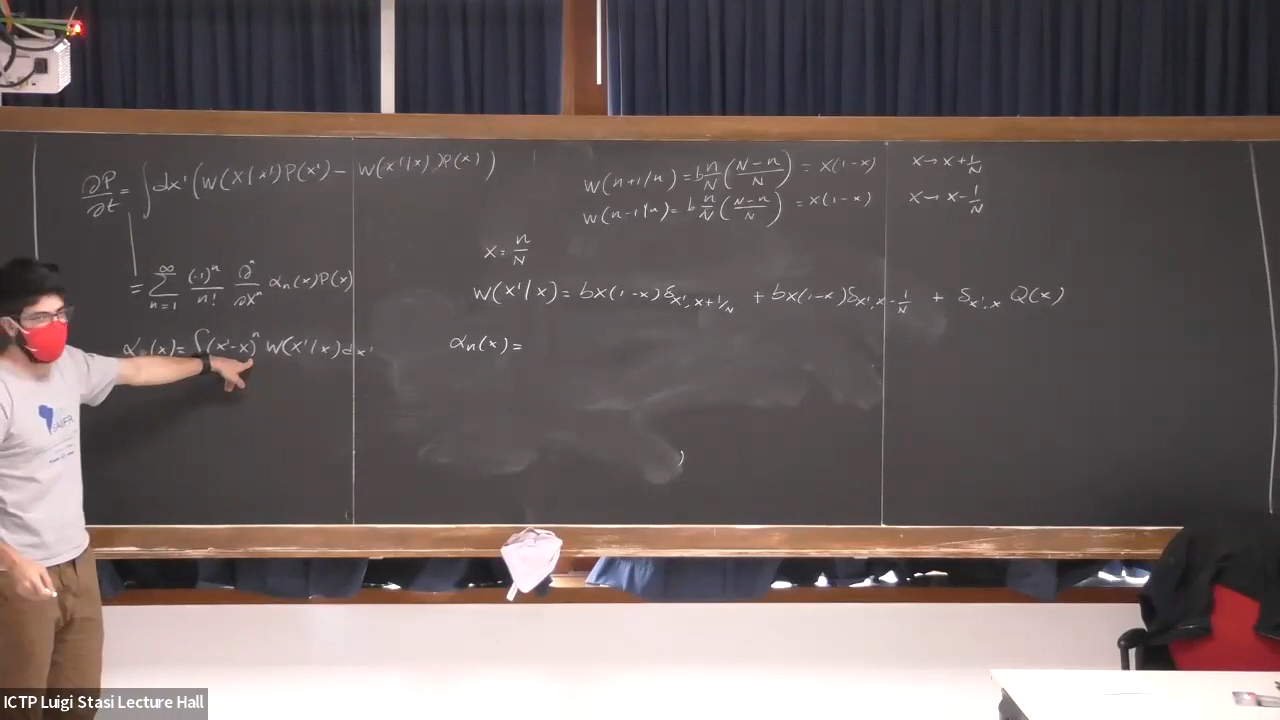 ∂P/∂t = ∫dx'(W(x|x')P(x') - W(x'|x)P(x))
= ∑_{n=1}^{∞} (-1)^n/n! ∂^n/∂x^n α_n(x)P(x)
α_n(x) = ∫(x'-x)^n W(x'|x)dx'
W(n+1|n) = b n/N (N-n/N) = x(1-x) x→x+1/N
W(n-1|n) = b n/N (N-n/N) = x(1-x) x→x-1/N
x = n/N
W(x'|x) = bx(1-x)δ_{x',x+1/N} + bx(1-x)δ_{x',x-1/N} + δ_{x',x} Q(x)
α_n(x) =
ICTP Luigi Stasi Lecture Hall